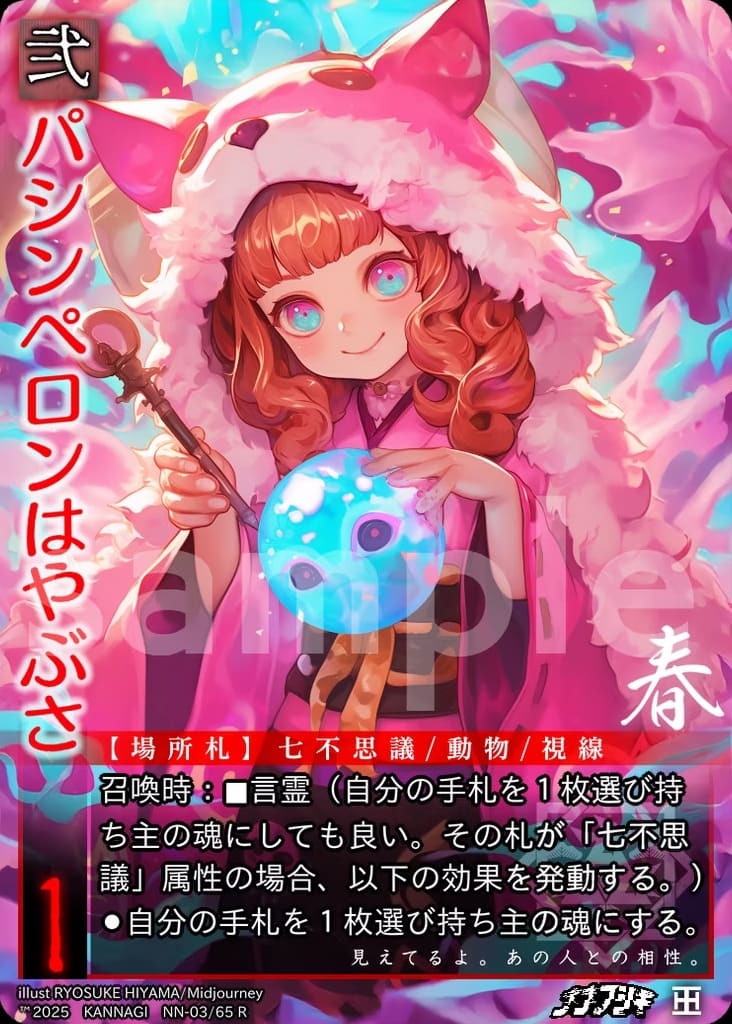 弐
パシンペロンはやぶさ
sample
春
【場所札】七不思議/動物/視線
召喚時:■言霊(自分の手札を1枚選び持
ち主の魂にしても良い。その札が「七不思
議」属性の場合、以下の効果を発動する。)
●自分の手札を1枚選び持ち主の魂にする。
1
見えてるよ。あの人との相性。
illust RYOSUKE HIYAMA/Midjourney
™2025 KANNAGI NN-03/65 R